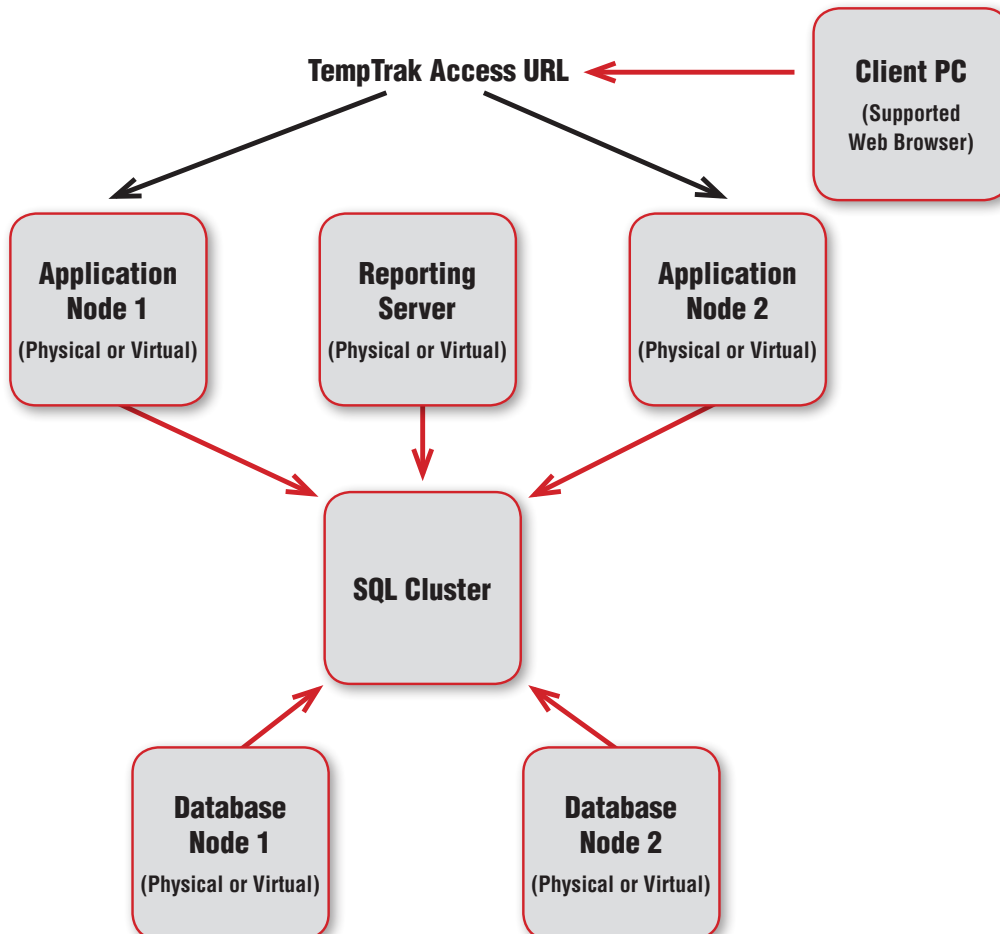 TempTrak Access URL
Client PC
(Supported
Web Browser)
Application
Node 1
(Physical or Virtual)
Reporting
Server
(Physical or Virtual)
Application
Node 2
(Physical or Virtual)
SQL Cluster
Database
Node 1
(Physical or Virtual)
Database
Node 2
(Physical or Virtual)